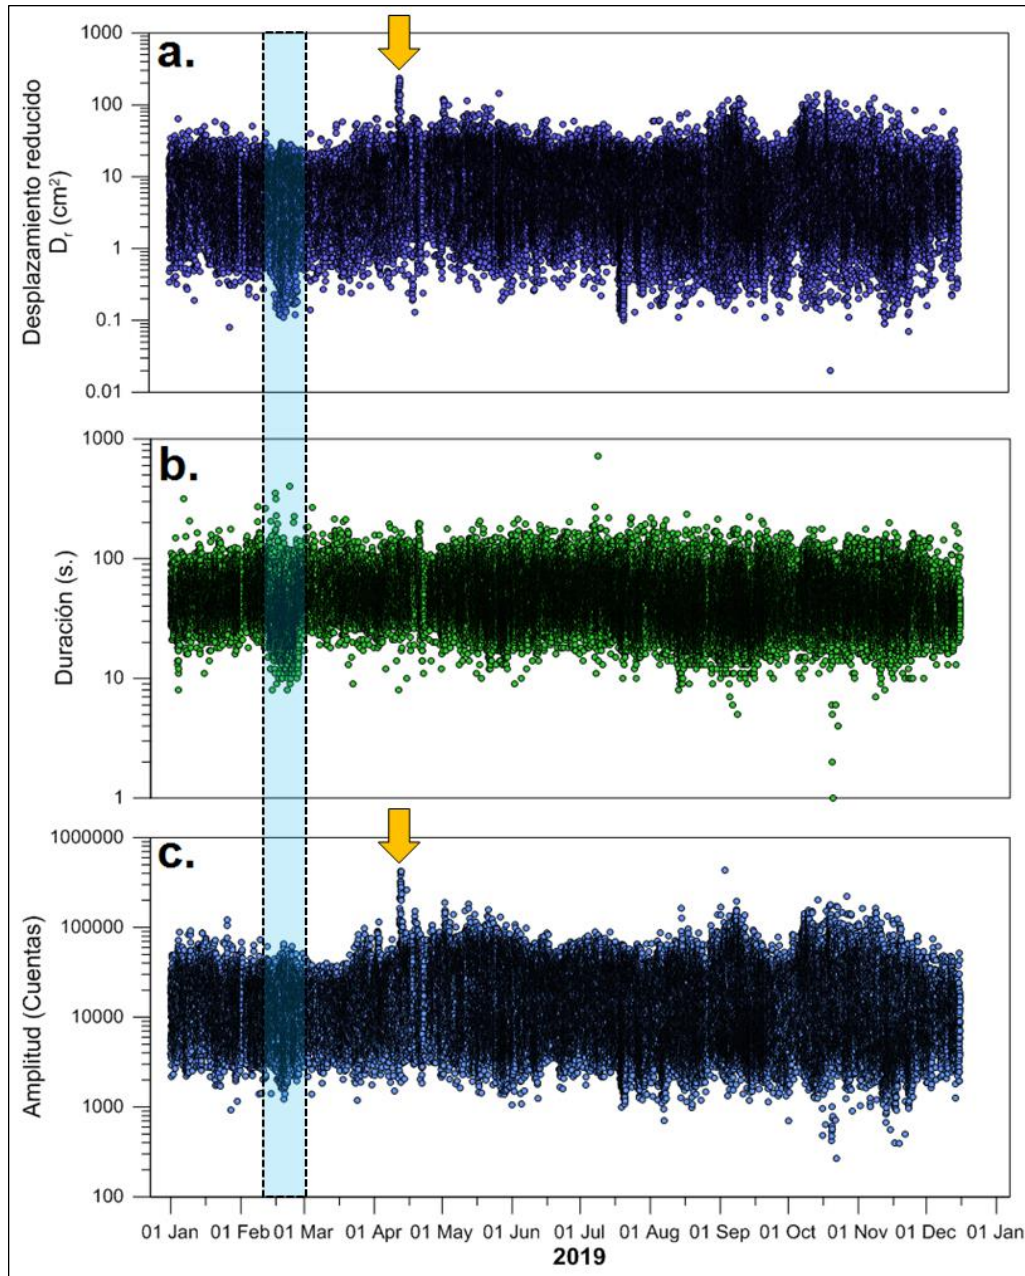 a.
1000
100
10
1
0.1
0.01
Desplazamiento reducido
Dᵣ (cm²)
b.
1000
100
10
1
Duración (s.)
c.
1000000
100000
10000
1000
100
Amplitud (Cuentas)
01 Jan 01 Feb 01 Mar 01 Apr 01 May 01 Jun 01 Jul 01 Aug 01 Sep 01 Oct 01 Nov 01 Dec 01 Jan
2019